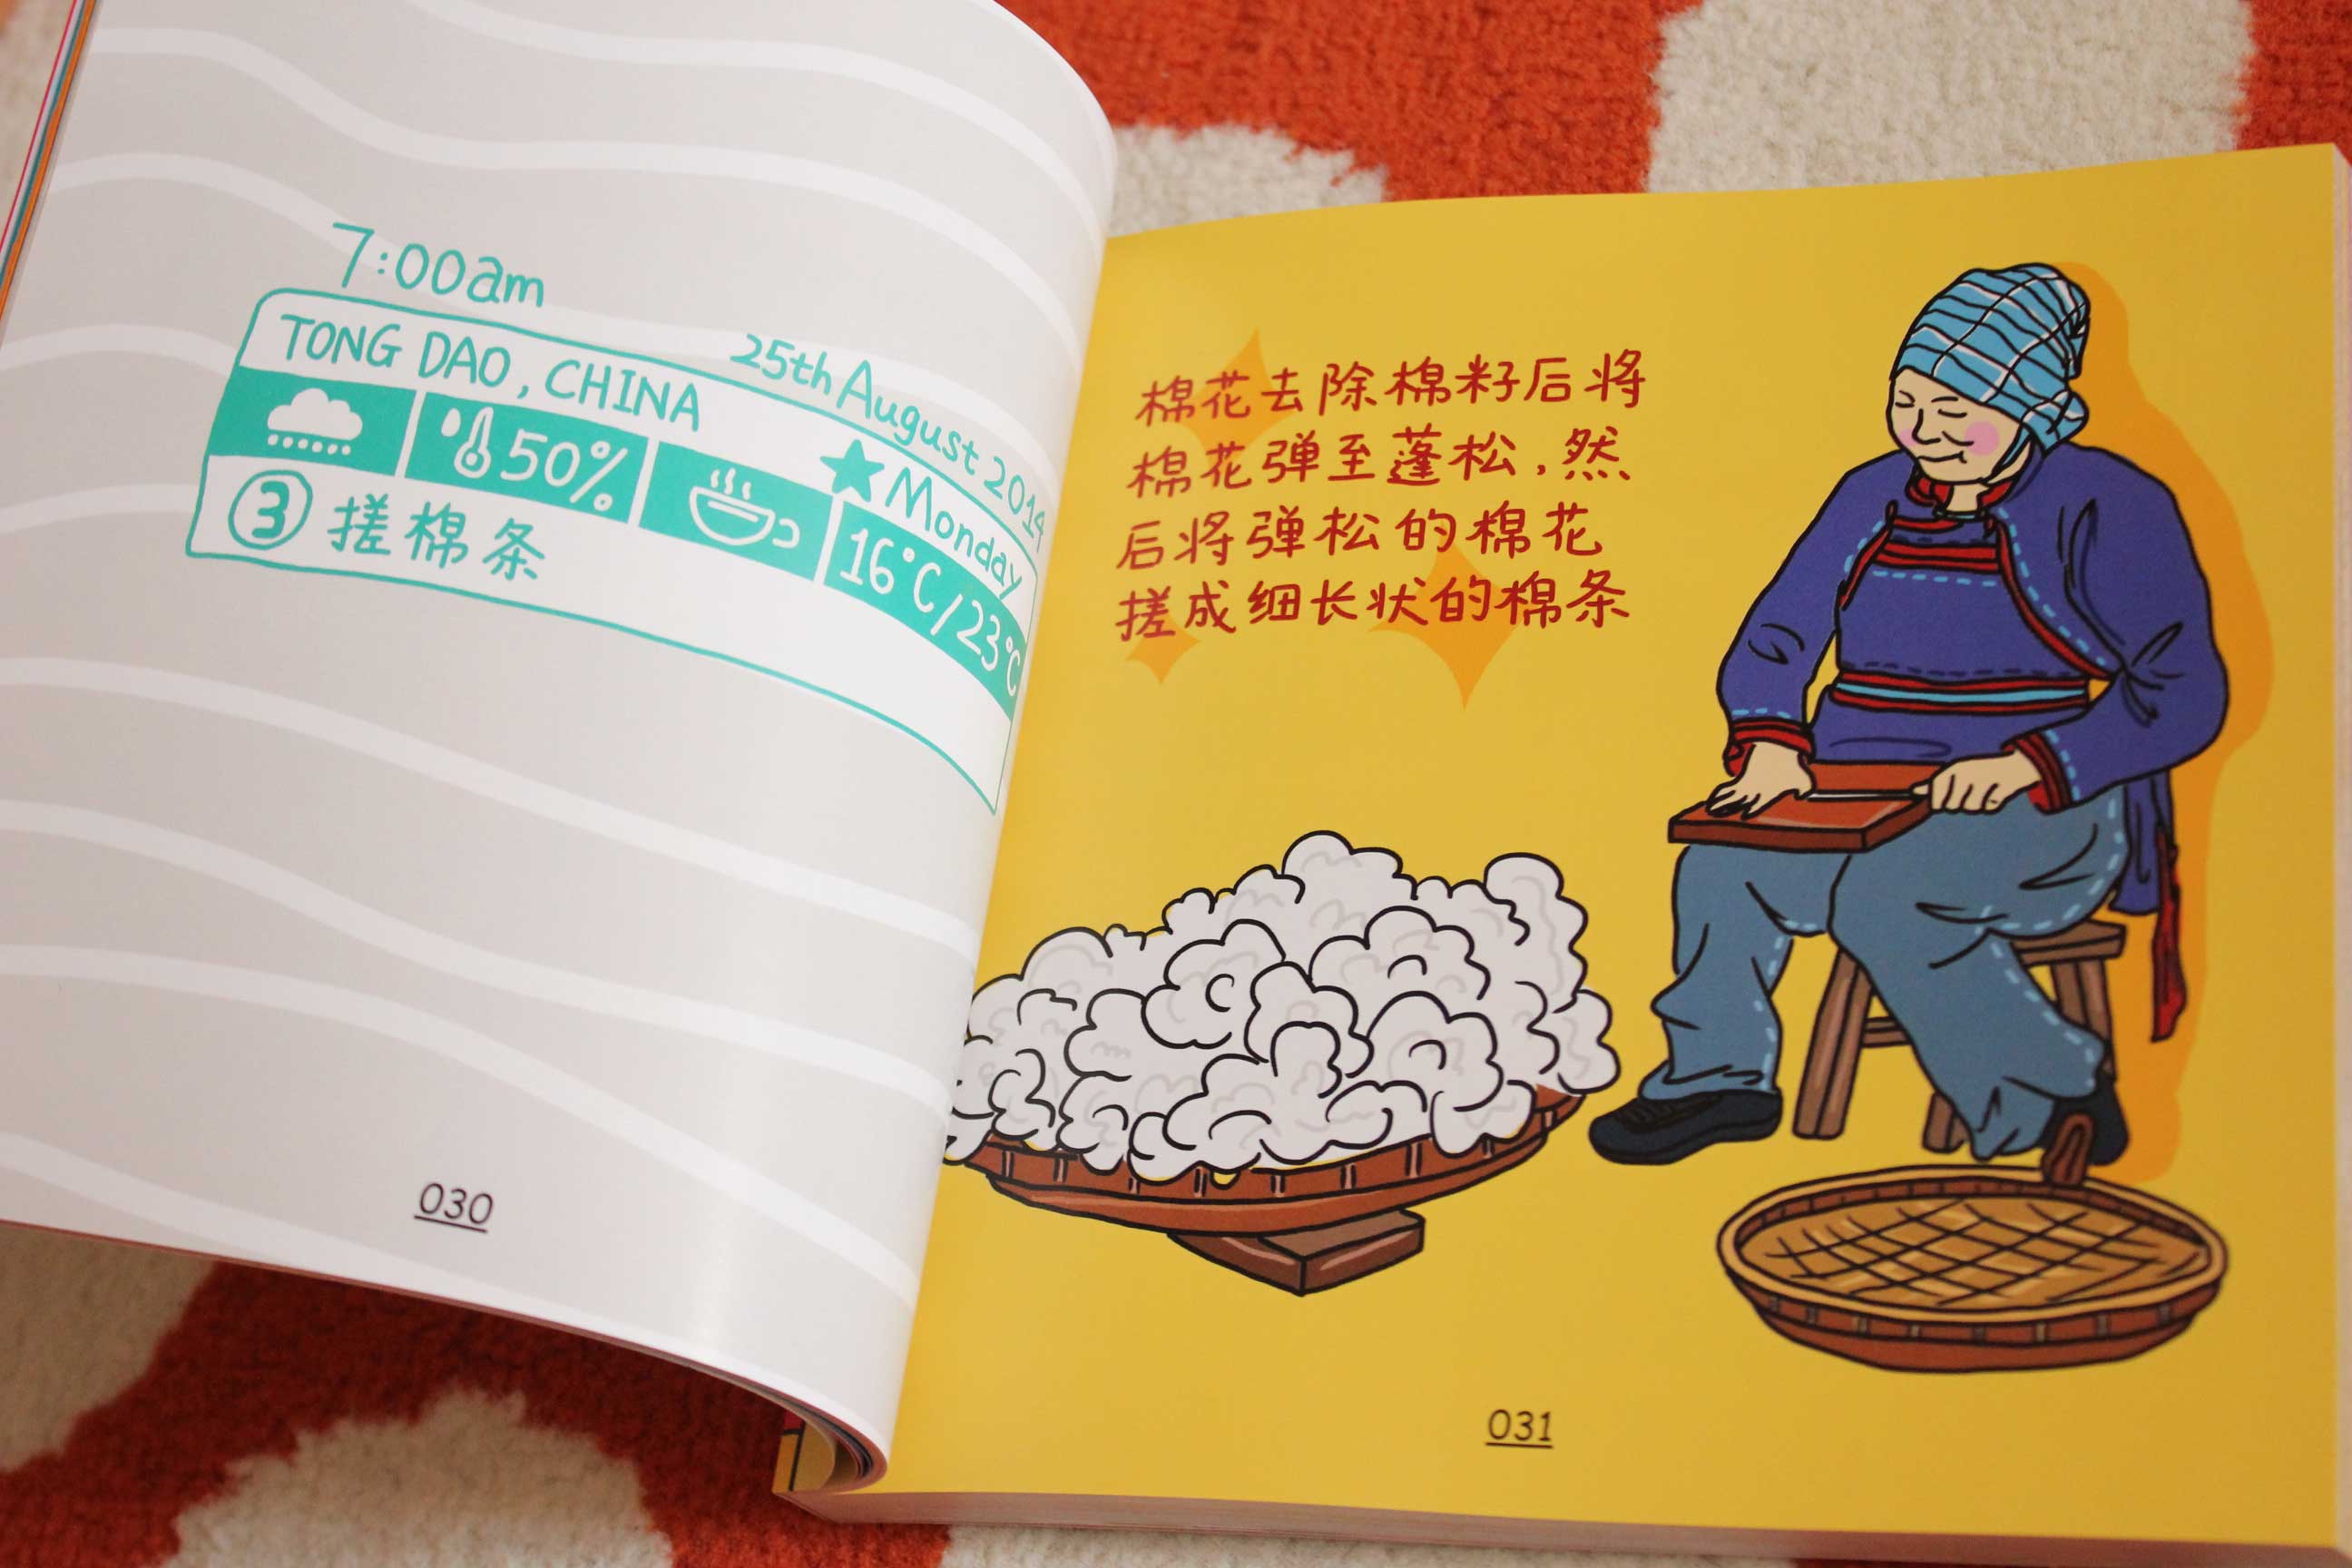 7:00am
TONG DAO, CHINA
25th August 2014
★Monday
50%
16°C/23°C
③ 搓棉条
030
棉花去除棉籽后将
棉花弹至蓬松,然
后将弹松的棉花
搓成细长状的棉条
031